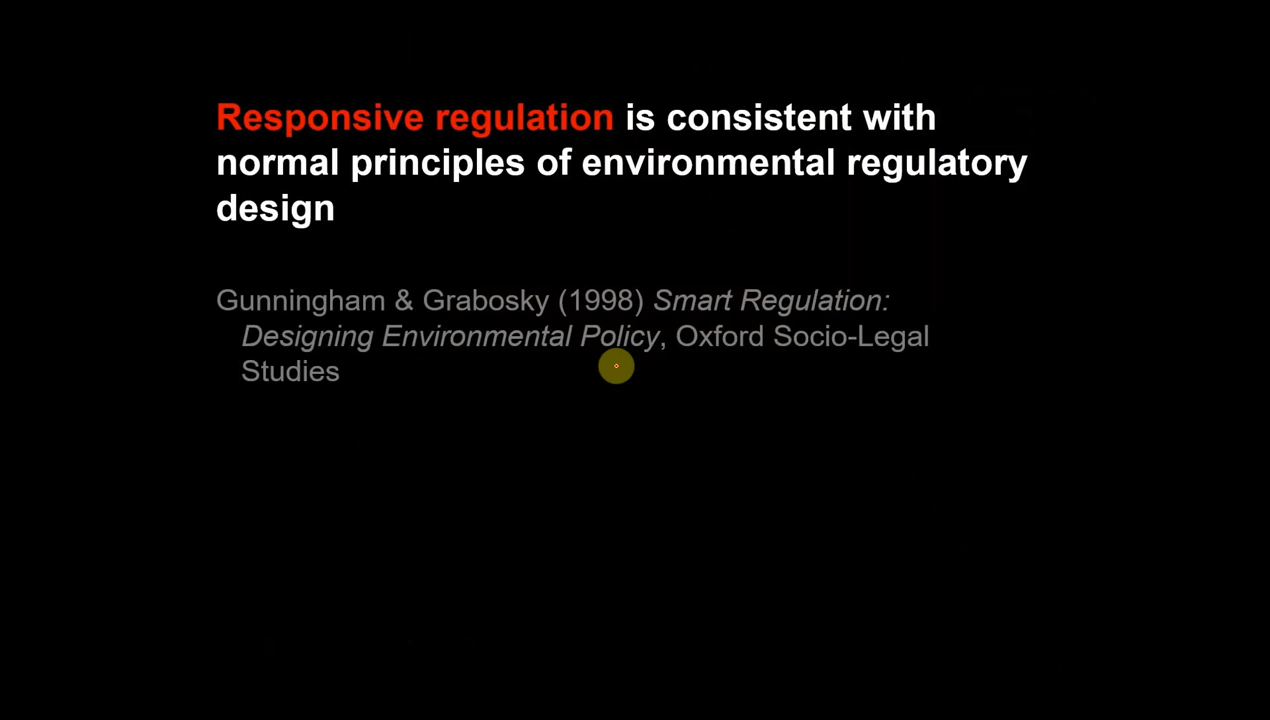 Responsive regulation is consistent with
normal principles of environmental regulatory
design
Gunningham & Grabosky (1998) Smart Regulation:
Designing Environmental Policy, Oxford Socio-Legal
Studies